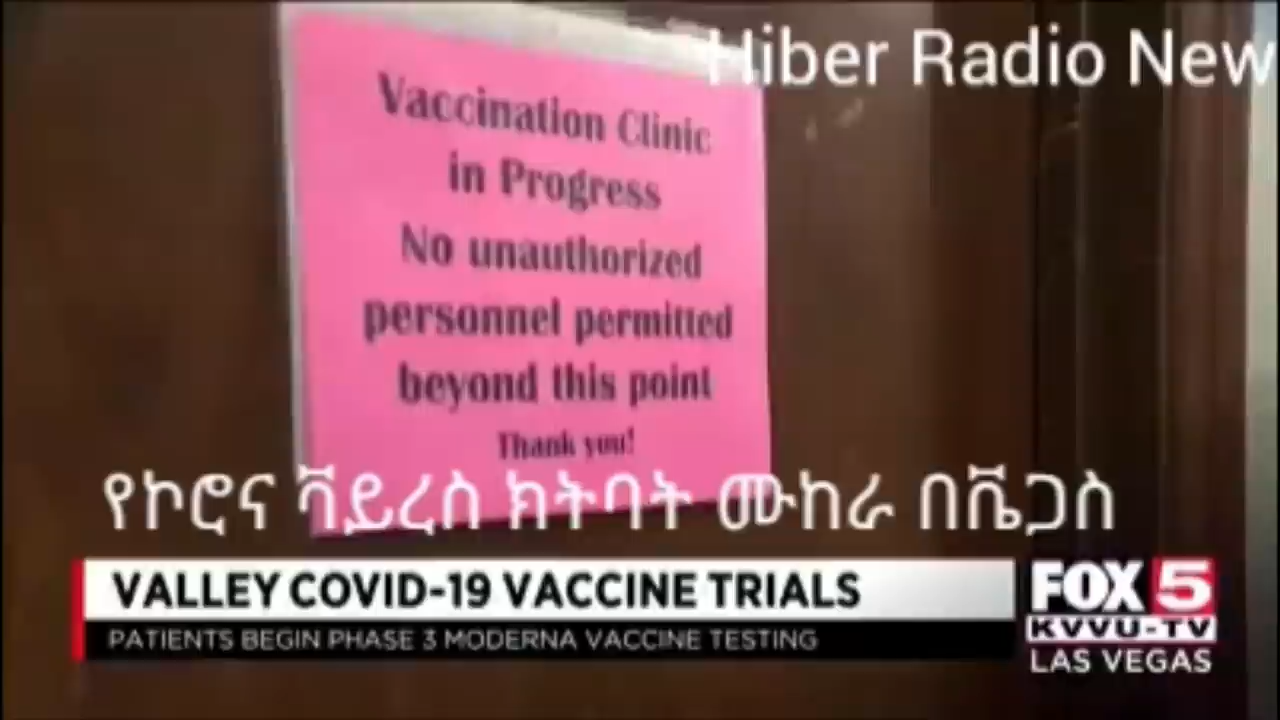 Hiber Radio New
Vaccination Clinic
in Progress
No unauthorized
personnel permitted
beyond this point
Thank you!
የኮሮና ቫይረስ ክትባት ሙከራ በቬጋስ
VALLEY COVID-19 VACCINE TRIALS
PATIENTS BEGIN PHASE 3 MODERNA VACCINE TESTING
FOX 5
KVVU-TV
LAS VEGAS